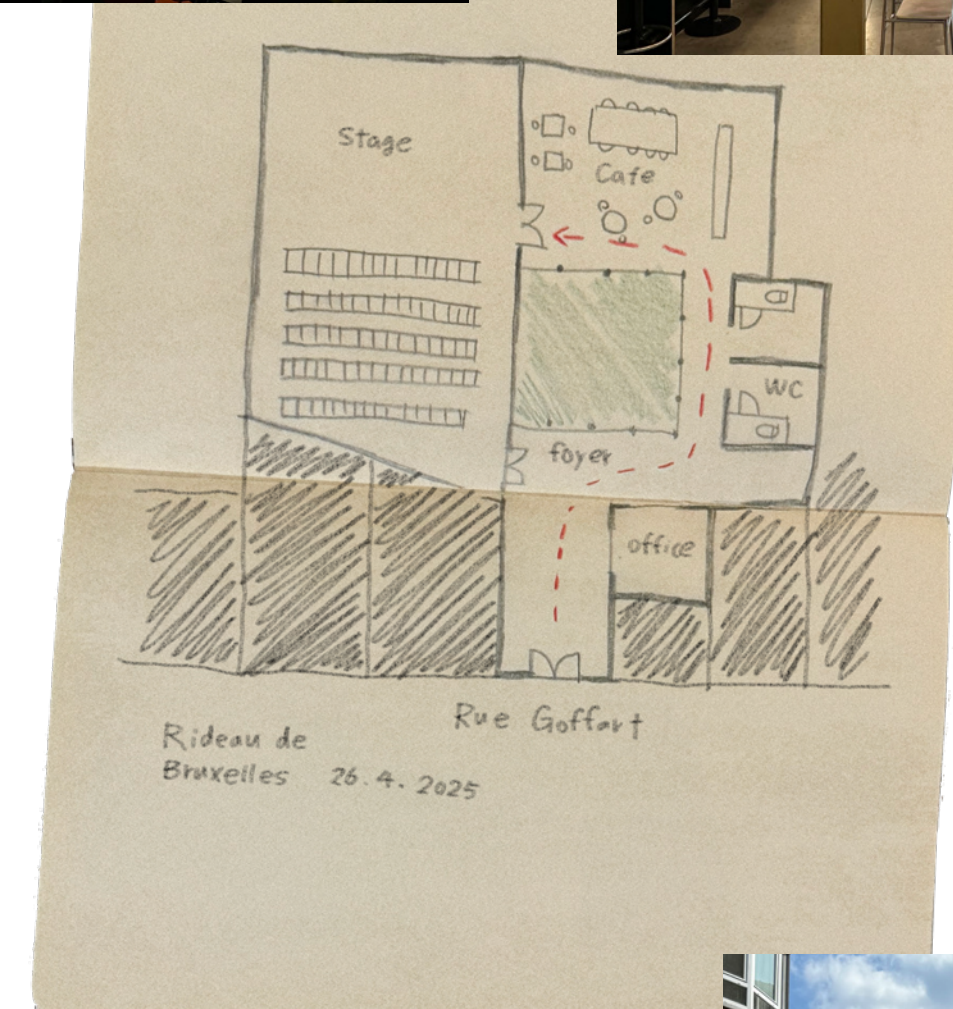 Stage
Cafe
WC
foyer
office
Rue Goffart
Rideau de
Bruxelles 26.4.2025